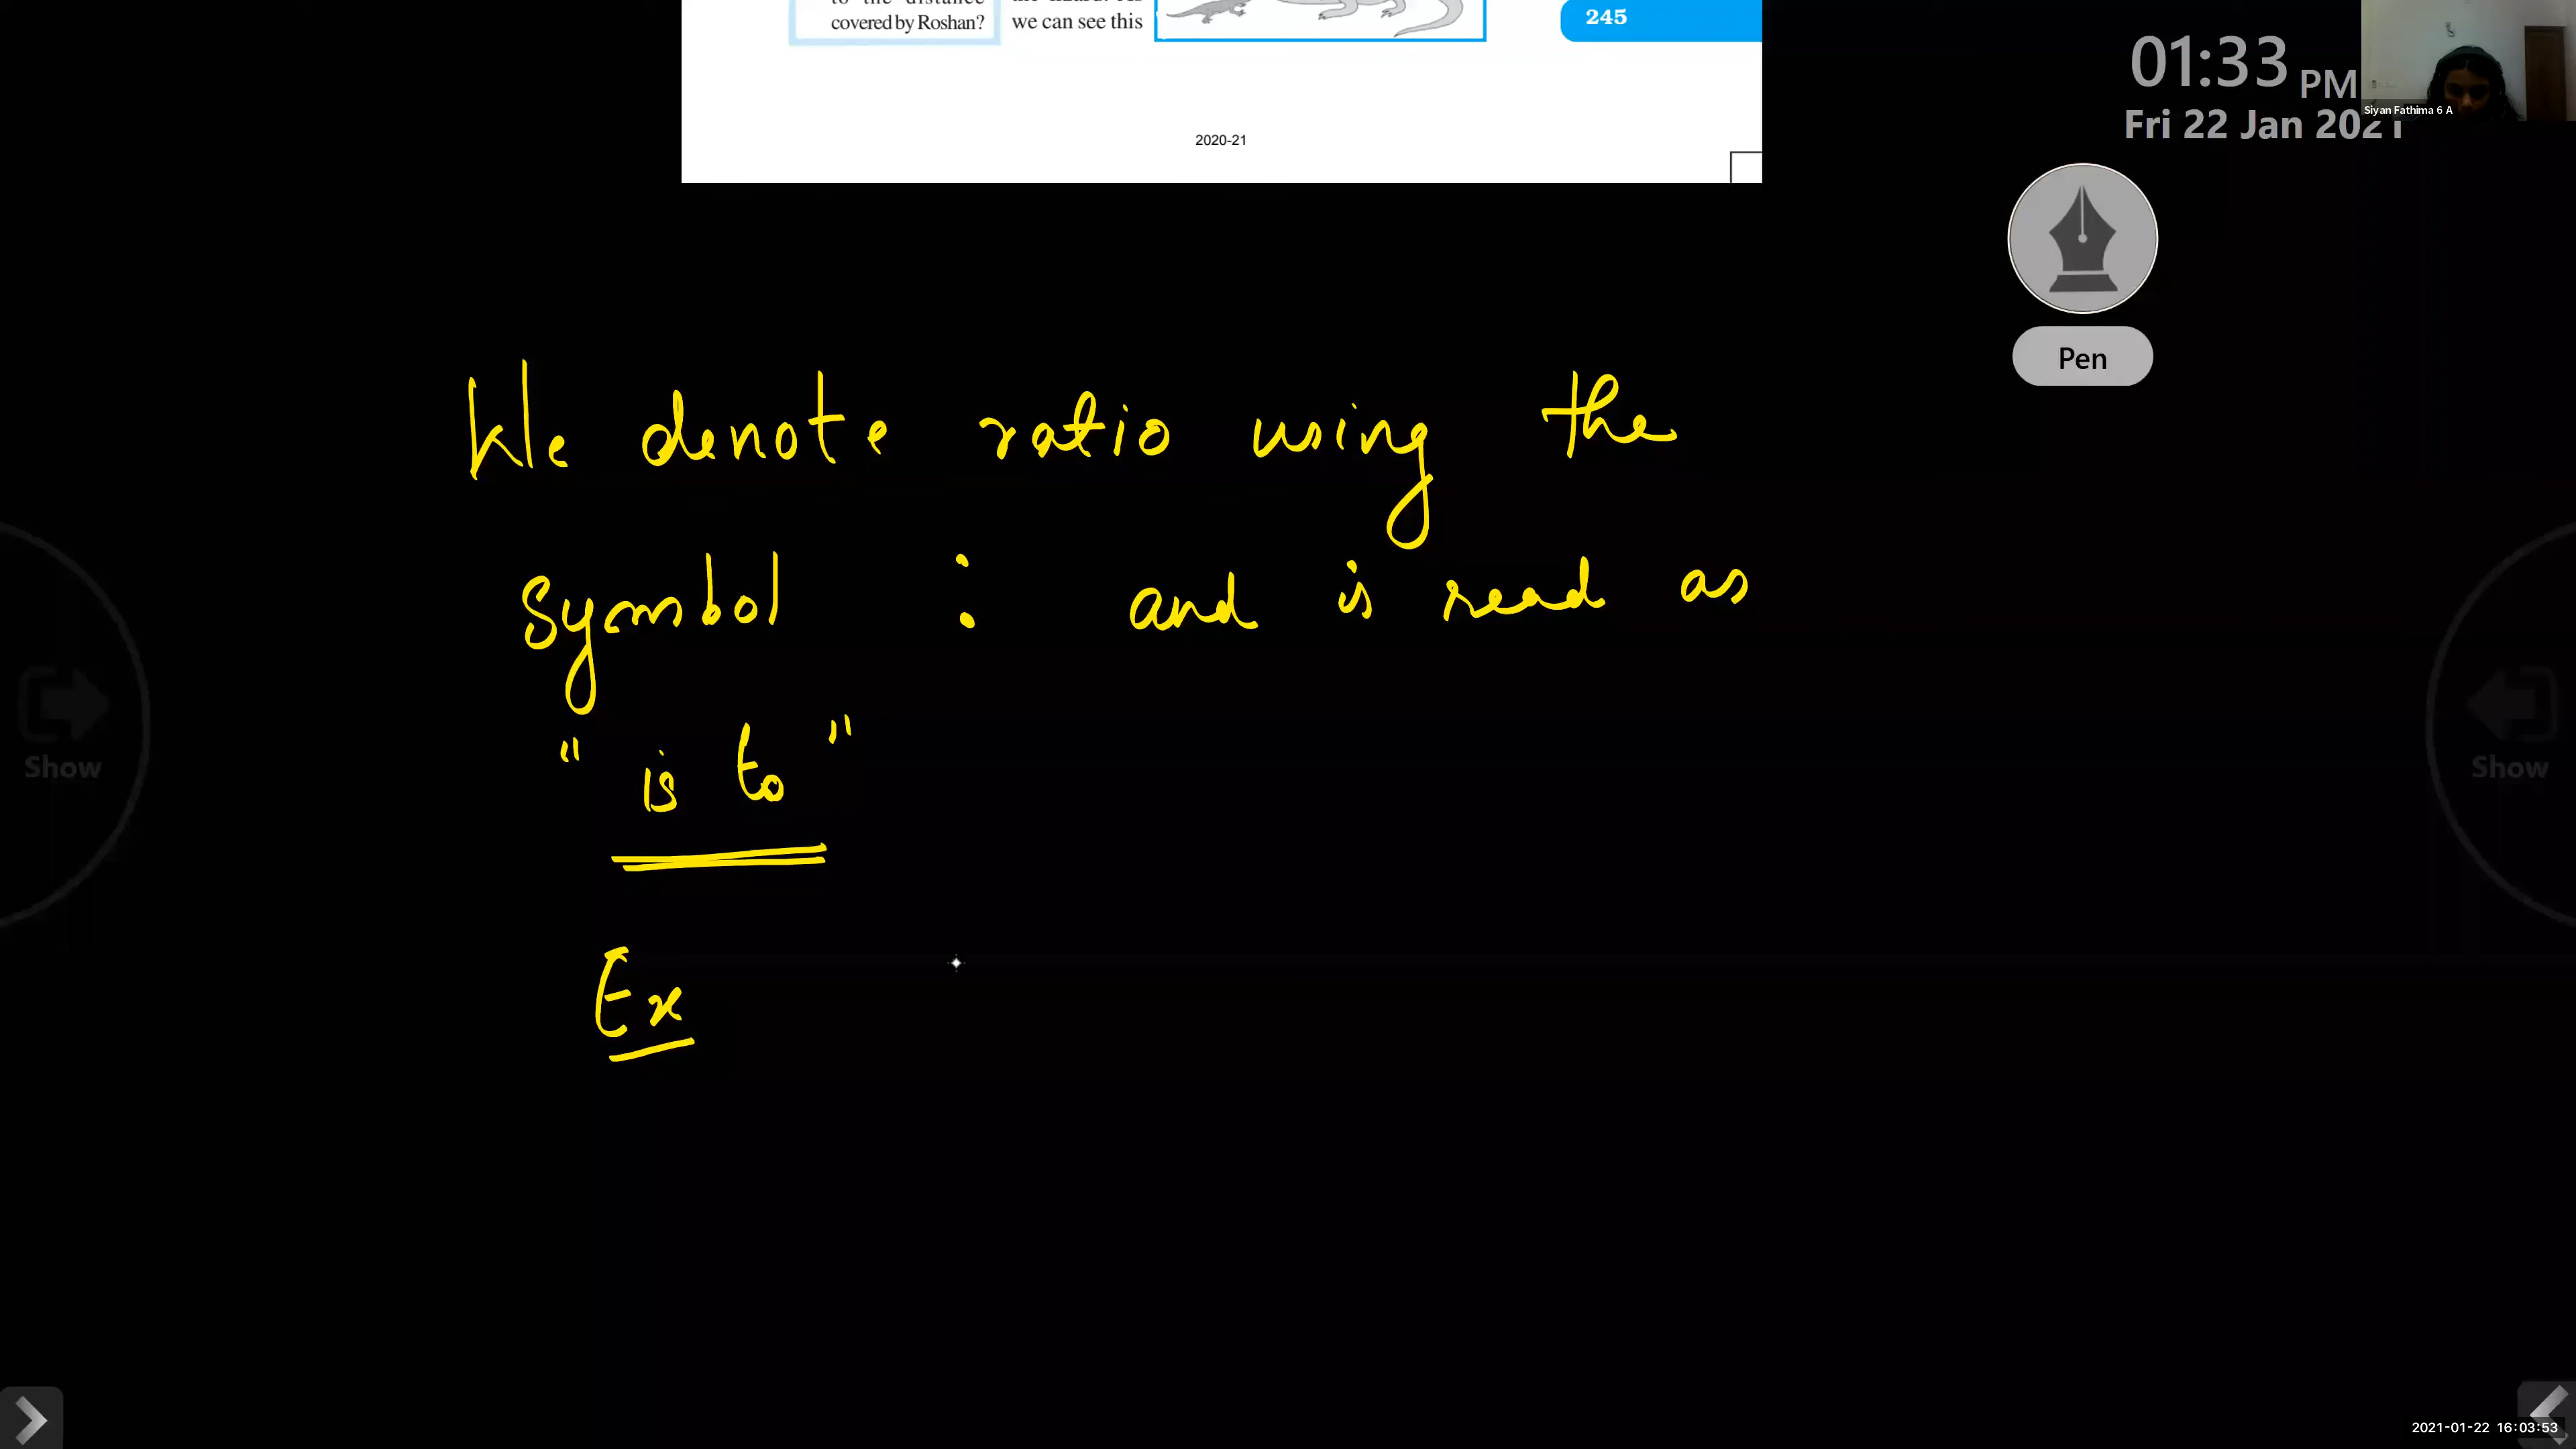 covered by Roshan?
we can see this
245
2020-21
01:33 PM
Fri 22 Jan 2021
Siyan Fathima 6 A
Pen
We denote ratio using the
symbol : and is read as
" is to "
Ex
Show
Show
2021-01-22 16:03:53